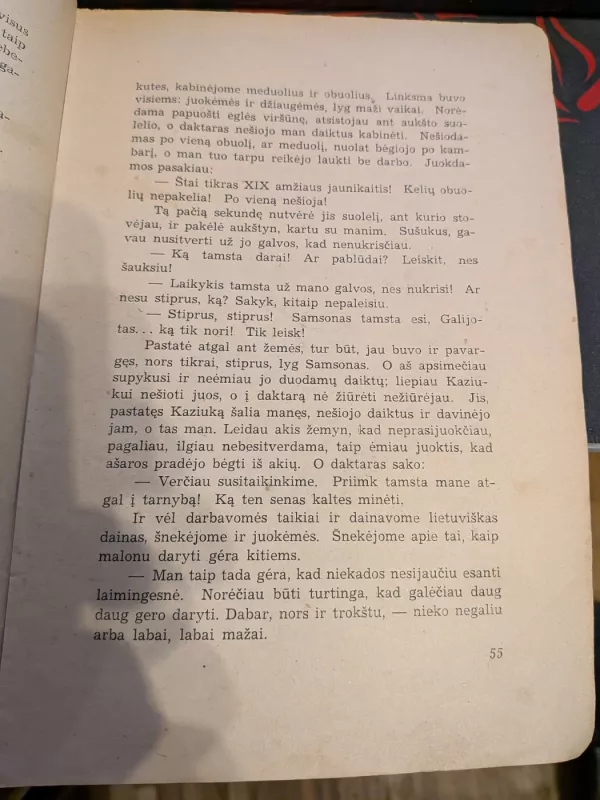 visus
taip
ebe-
ga-
a-
kutes, kabinėjome meduolius ir obuolius. Linksma buvo
visiems: juokėmės ir džiaugėmės, lyg maži vaikai. Norė-
dama papuošti eglės viršūnę, atsistojau ant aukšto suo-
lelio, o daktaras nešiojo man daiktus kabinėti. Nešioda-
mas po vieną obuolį, ar meduolį, nuolat bėgiojo po kam-
barį, o man tuo tarpu reikėjo laukti be darbo. Juokda-
mos pasakiau:
— Štai tikras XIX amžiaus jaunikaitis! Kelių obuo-
lių nepakelia! Po vieną nešioja!
Tą pačią sekundę nutvėrė jis suolelį, ant kurio sto-
vėjau, ir pakėlė aukštyn, kartu su manim. Sušukus, ga-
vau nusitverti už jo galvos, kad nenukrisčiau.
— Ką tamsta darai! Ar pablūdai? Leiskit, nes
šauksiu!
— Laikykis tamsta už mano galvos, nes nukrisi! Ar
nesu stiprus, ką? Sakyk, kitaip nepaleisiu.
— Stiprus, stiprus! Samsonas tamsta esi, Galijo-
tas... ką tik nori! Tik leisk!
Pastatė atgal ant žemės, tur būt, jau buvo ir pavar-
gęs, nors tikrai, stiprus, lyg Samsonas. O aš apsimečiau
supykusi ir neėmiau jo duodamų daiktų; liepiau Kaziu-
kui nešioti juos, o į daktarą nė žiūrėti nežiūrėjau. Jis,
pastatęs Kaziuką šalia manęs, nešiojo daiktus ir davinėjo
jam, o tas man. Leidau akis žemyn, kad neprasijuokčiau,
pagaliau, ilgiau nebesitverdama, taip ėmiau juoktis, kad
ašaros pradėjo bėgti iš akių. O daktaras sako:
— Verčiau susitaikinkime. Priimk tamsta mane at-
gal į tarnybą! Ką ten senas kaltes minėti.
Ir vėl darbavomės taikiai ir dainavome lietuviškas
dainas, šnekėjome ir juokėmės. Šnekėjome apie tai, kaip
malonu daryti géra kitiems.
— Man taip tada géra, kad niekados nesijaučiu esanti
laimingesnė. Norėčiau būti turtinga, kad galėčiau daug
daug gero daryti. Dabar, nors ir trokštu, — nieko negaliu
arba labai, labai mažai.
55